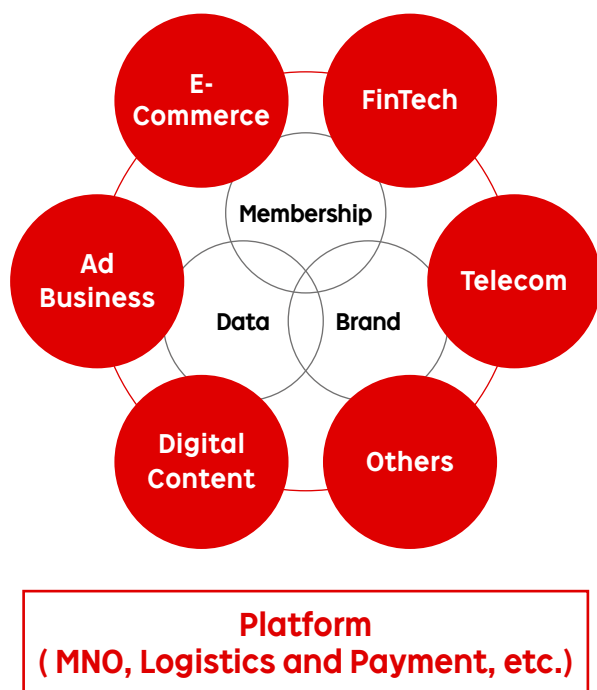 E-
Commerce
FinTech
Membership
Ad
Business
Telecom
Data
Brand
Digital
Content
Others
Platform
( MNO, Logistics and Payment, etc.)